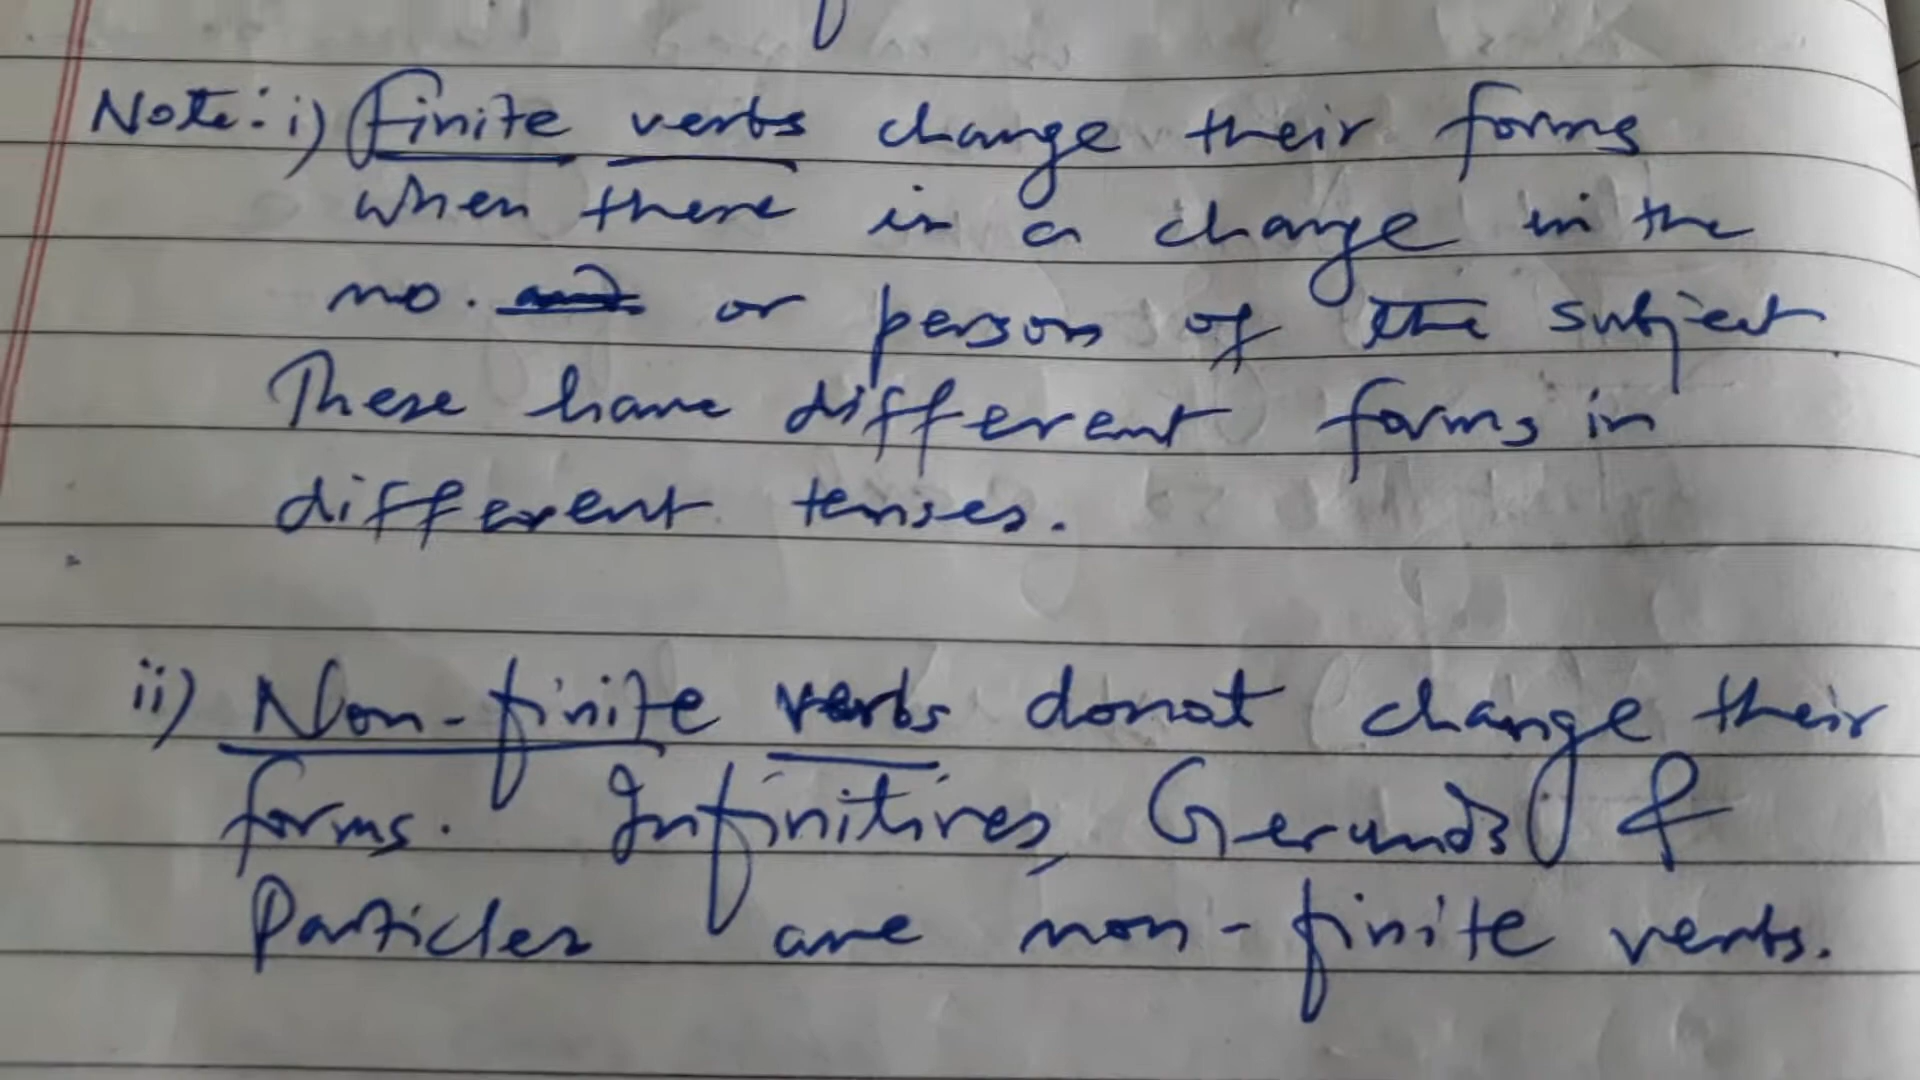 Note: i) Finite verbs change their forms
when there is a change in the
no. or person of the subject
These have different forms in
different tenses.
ii) Non-finite verbs donot change their
forms. Infinitives, Gerunds &
Particles are non-finite verbs.